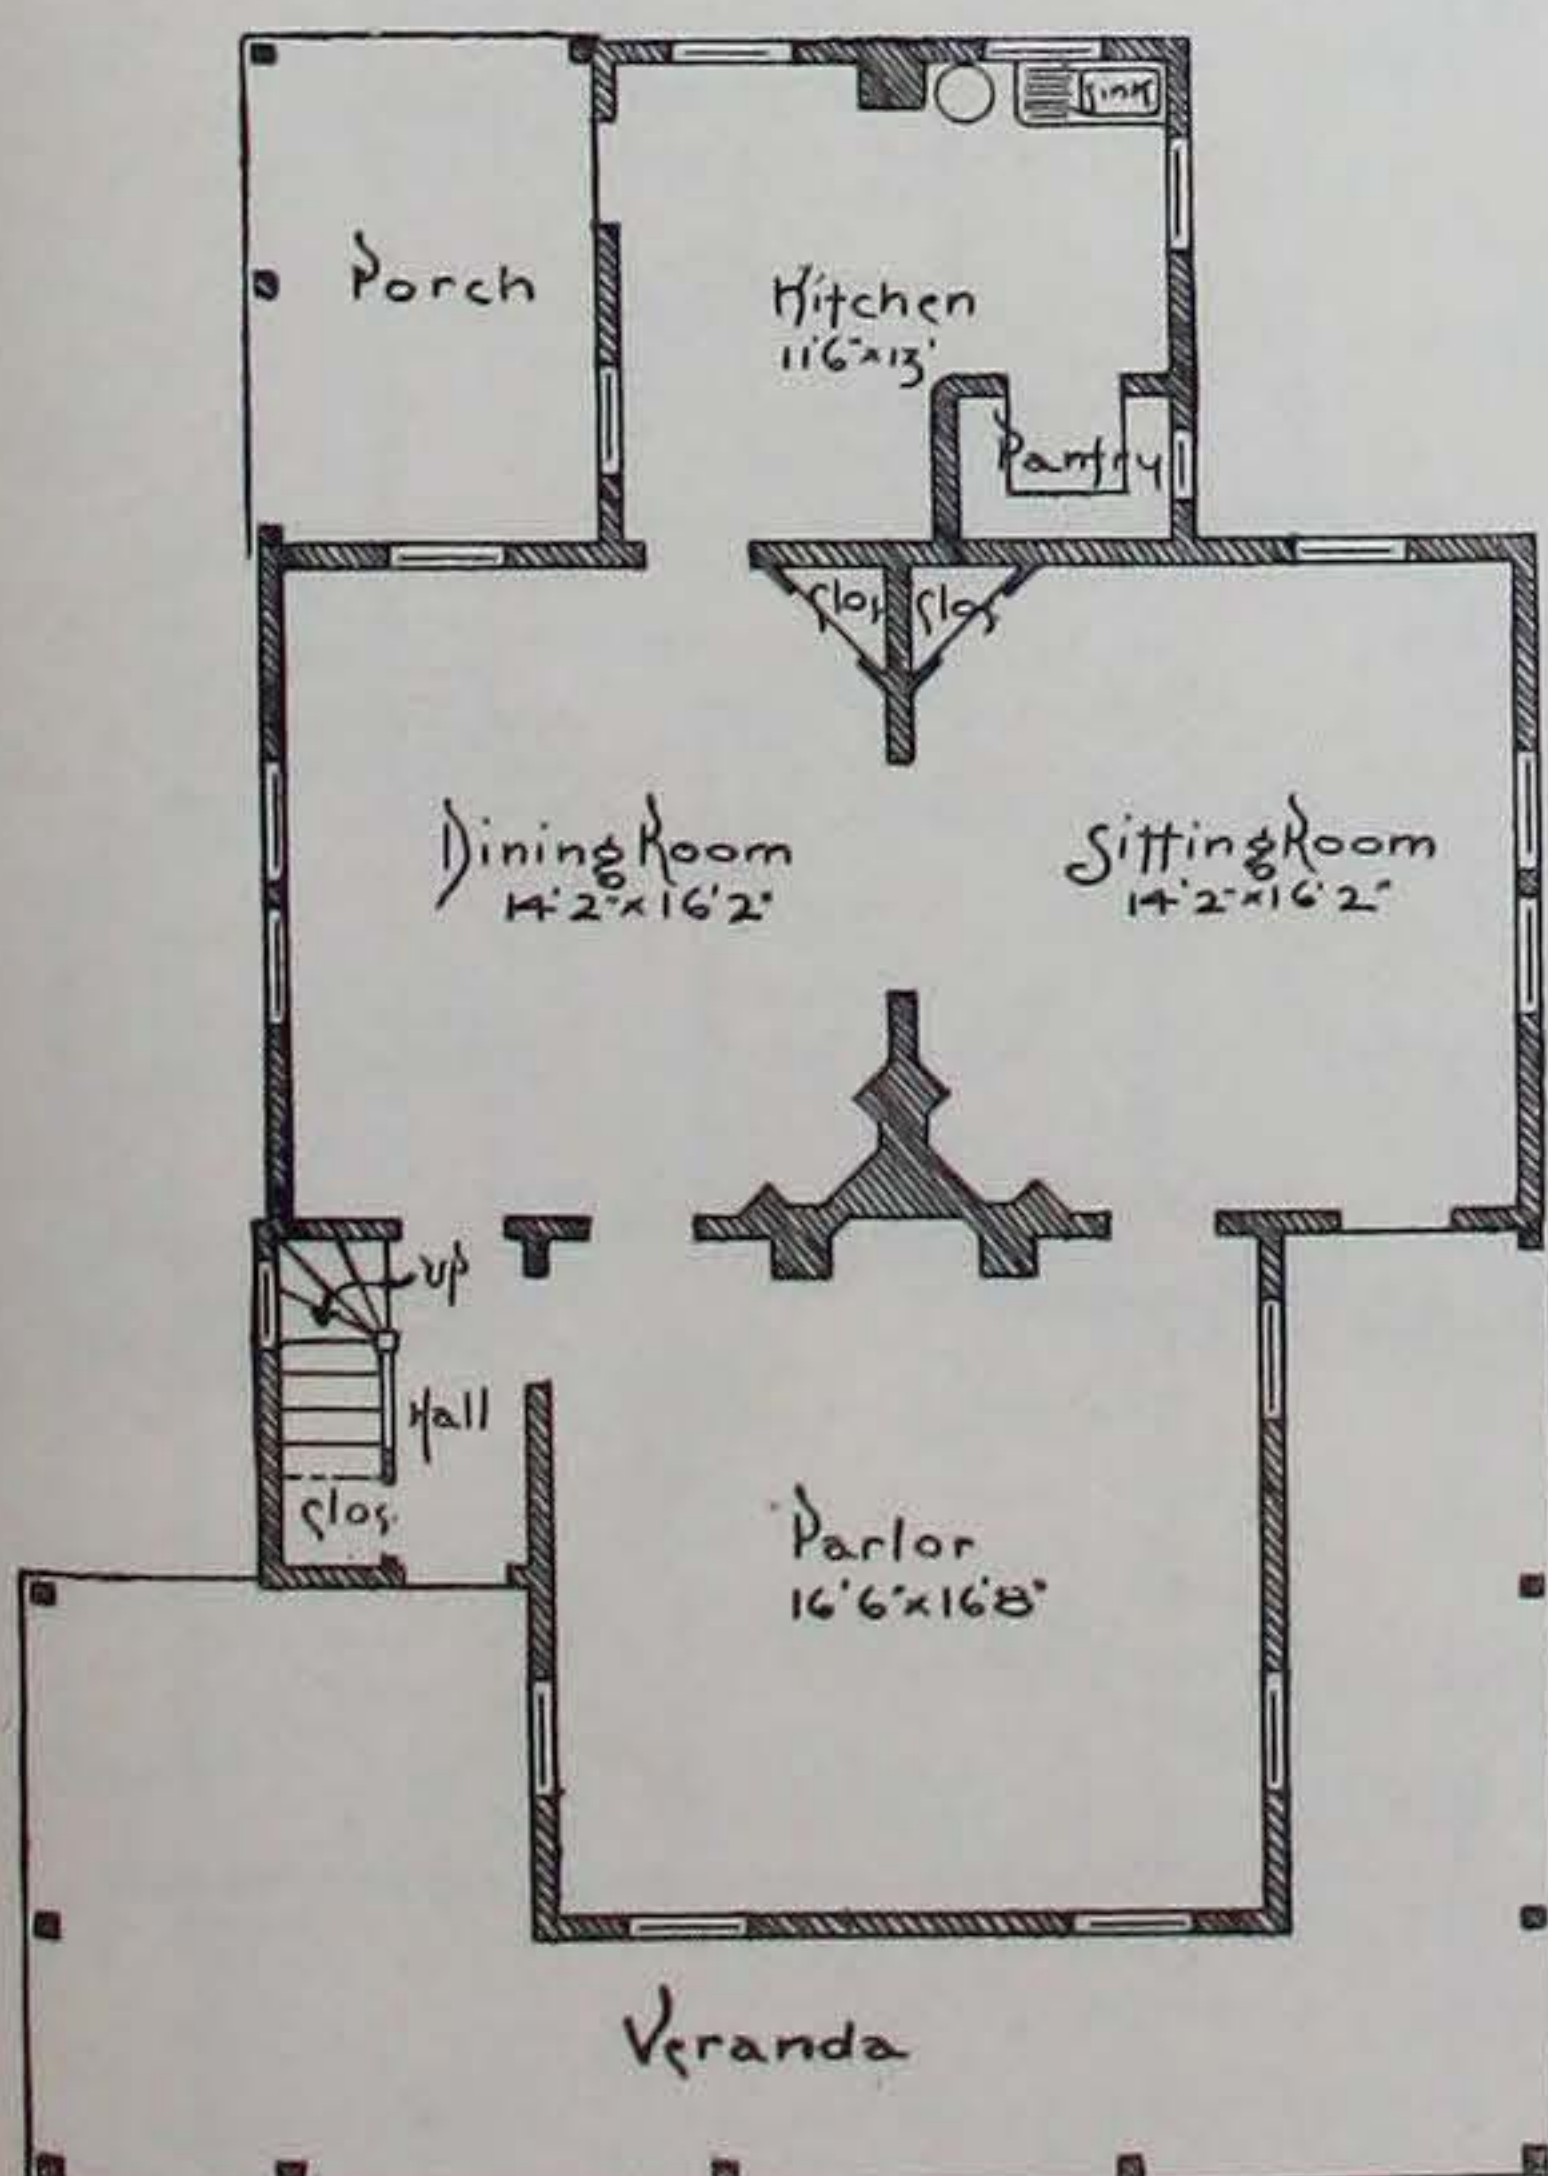 Sink
Porch
Kitchen
11'6"x13'
Pantry
Clos
Clos
Dining Room
14'2"x16'2"
Sitting Room
14'2"x16'2"
UP
Hall
Clos.
Parlor
16'6"x16'8"
Veranda